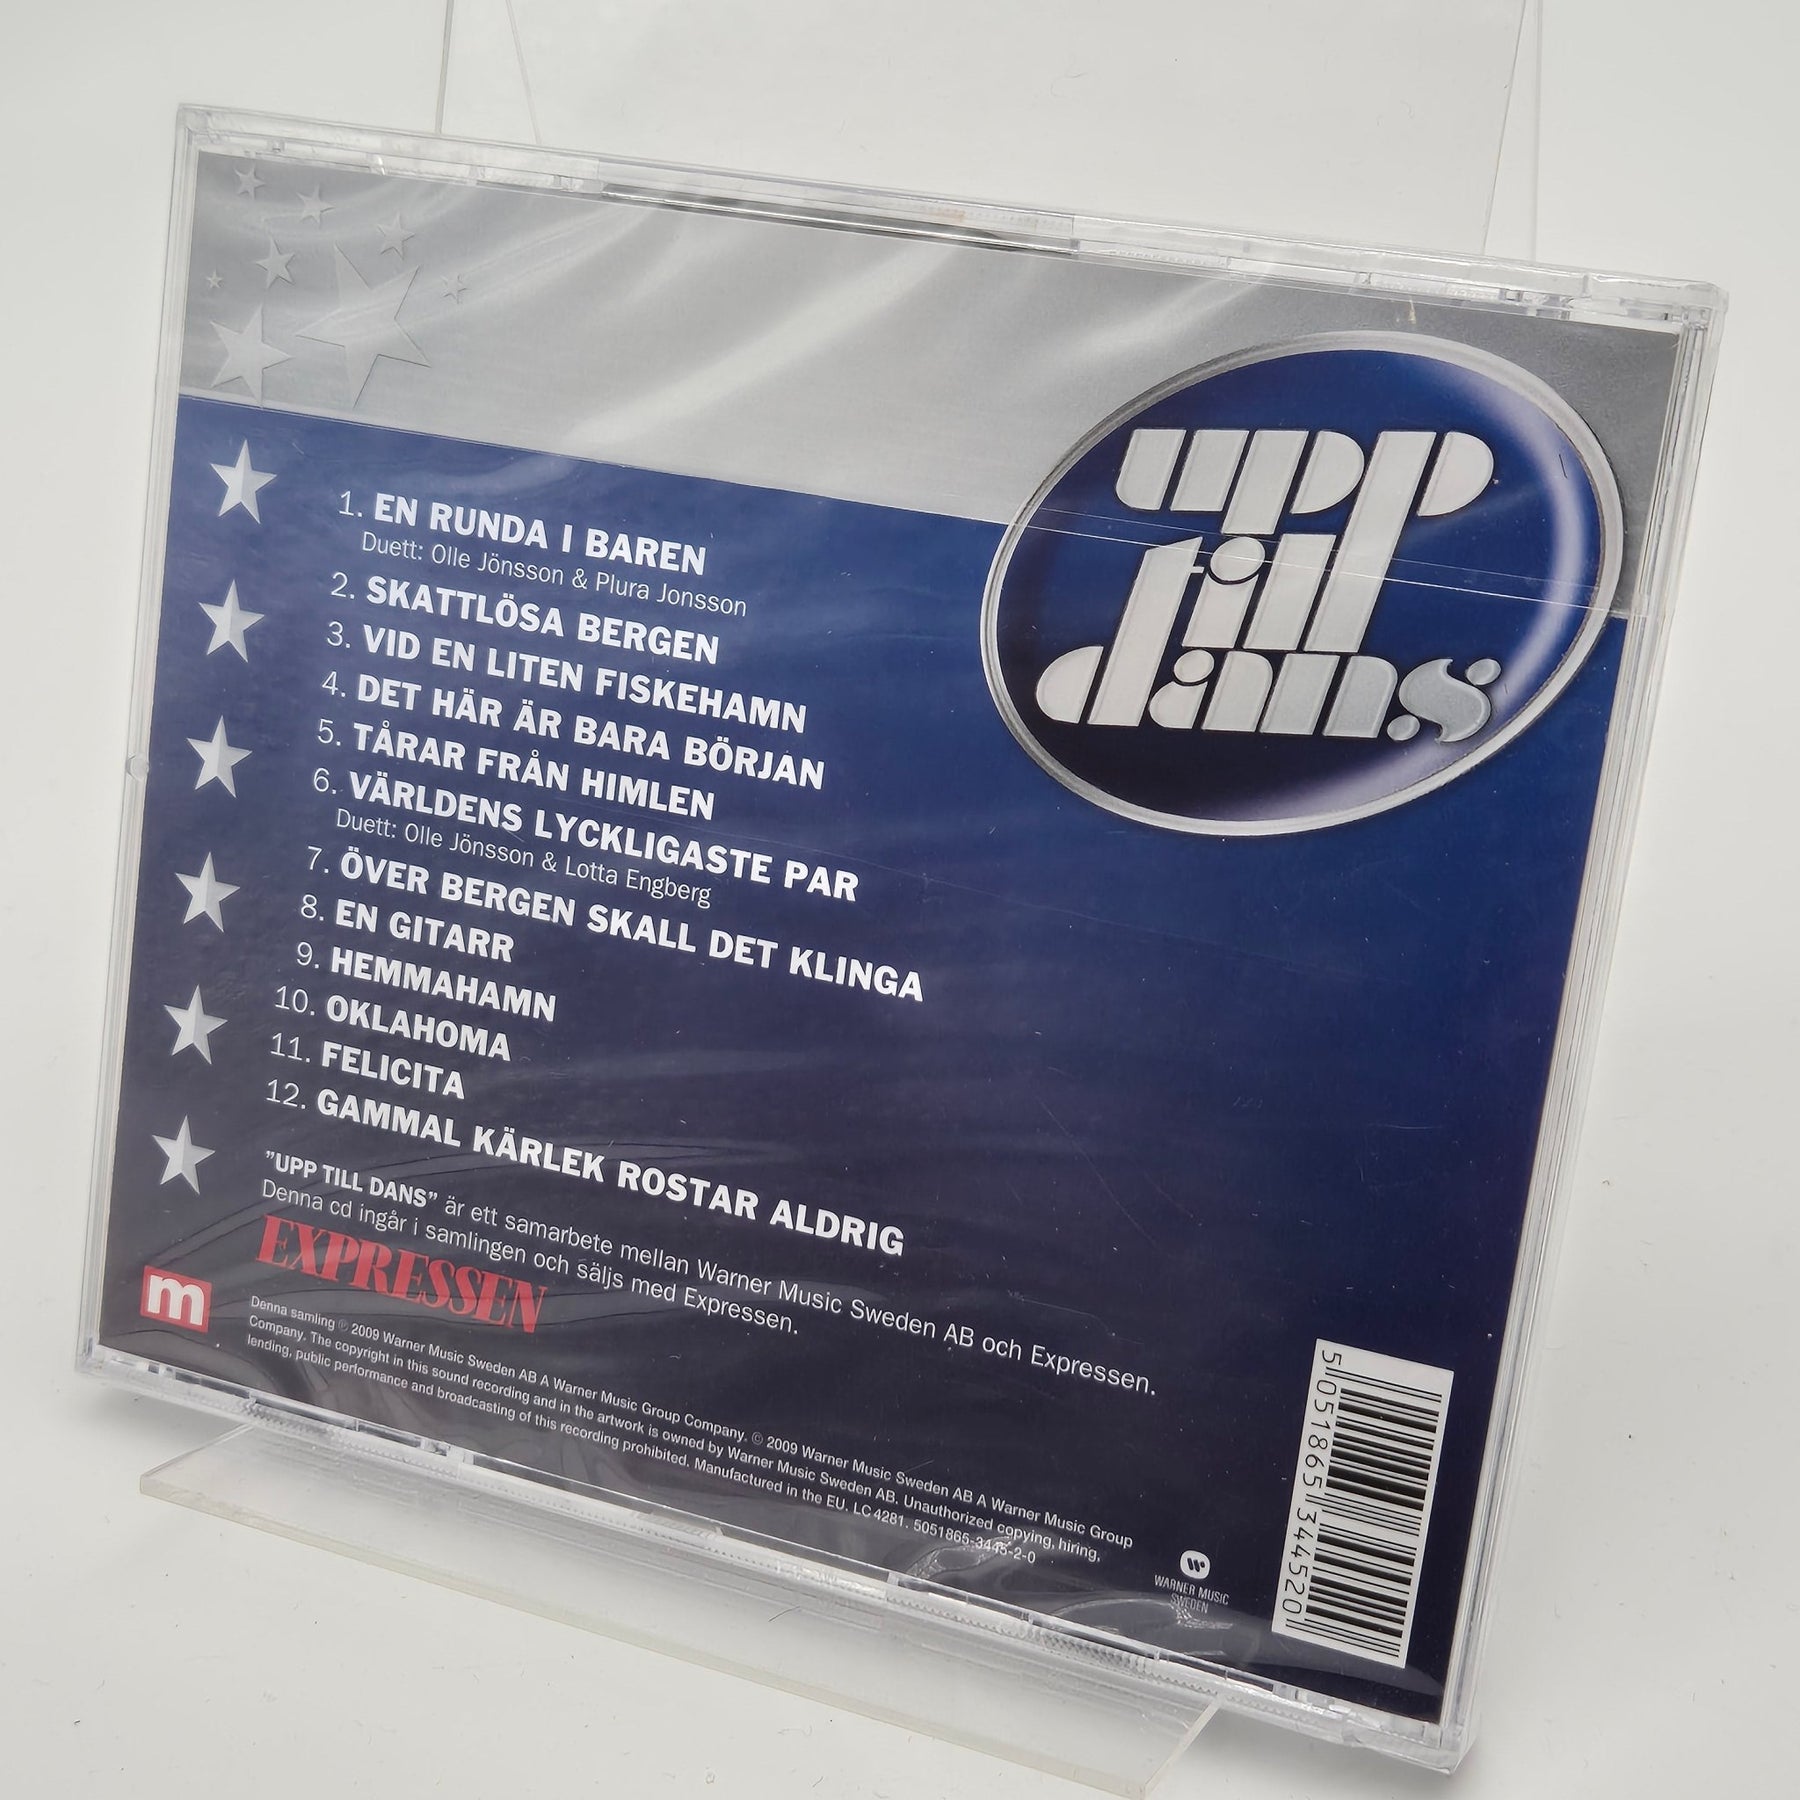 upp
till
dans
1. EN RUNDA I BAREN
Duett: Olle Jönsson & Plura Jonsson
2. SKATTLÖSA BERGEN
3. VID EN LITEN FISKEHAMN
4. DET HÄR ÄR BARA BÖRJAN
5. TÅRAR FRÅN HIMLEN
6. VÄRLDENS LYCKLIGASTE PAR
Duett: Olle Jönsson & Lotta Engberg
7. ÖVER BERGEN SKALL DET KLINGA
8. EN GITARR
9. HEMMAHAMN
10. OKLAHOMA
11. FELICITA
12. GAMMAL KÄRLEK ROSTAR ALDRIG
"UPP TILL DANS" är ett samarbete mellan Warner Music Sweden AB och Expressen.
Denna cd ingår i samlingen och säljs med Expressen.
EXPRESSEN
m
Denna samling ℗ 2009 Warner Music Sweden AB A Warner Music Group Company. © 2009 Warner Music Sweden AB A Warner Music Group
Company. The copyright in this sound recording and in the artwork is owned by Warner Music Sweden AB. Unauthorized copying, hiring,
lending, public performance and broadcasting of this recording prohibited. Manufactured in the EU. LC 4281. 5051865-3445-2-0
WARNER MUSIC
SWEDEN
5 051865 344520